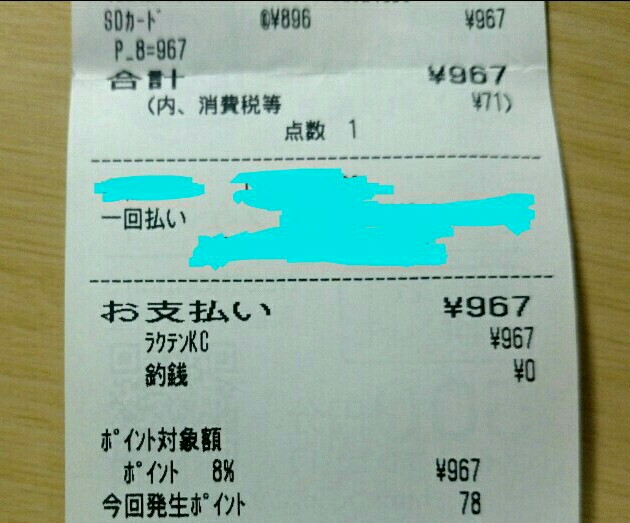 SDカード @¥896 ¥967
P_8=967
合計 ¥967
(内、消費税等 ¥71)
点数 1
一回払い
お支払い ¥967
ラクテンKC ¥967
釣銭 ¥0
ポイント対象額
ポイント 8% ¥967
今回発生ポイント 78